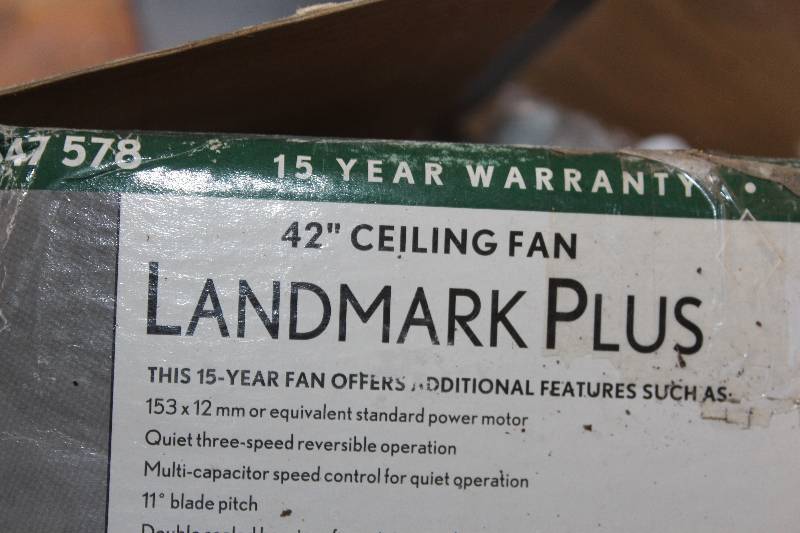 47 578 15 YEAR WARRANTY •
42" CEILING FAN
LANDMARK PLUS
THIS 15-YEAR FAN OFFERS ADDITIONAL FEATURES SUCH AS:
153 x 12 mm or equivalent standard power motor
Quiet three-speed reversible operation
Multi-capacitor speed control for quiet operation
11° blade pitch